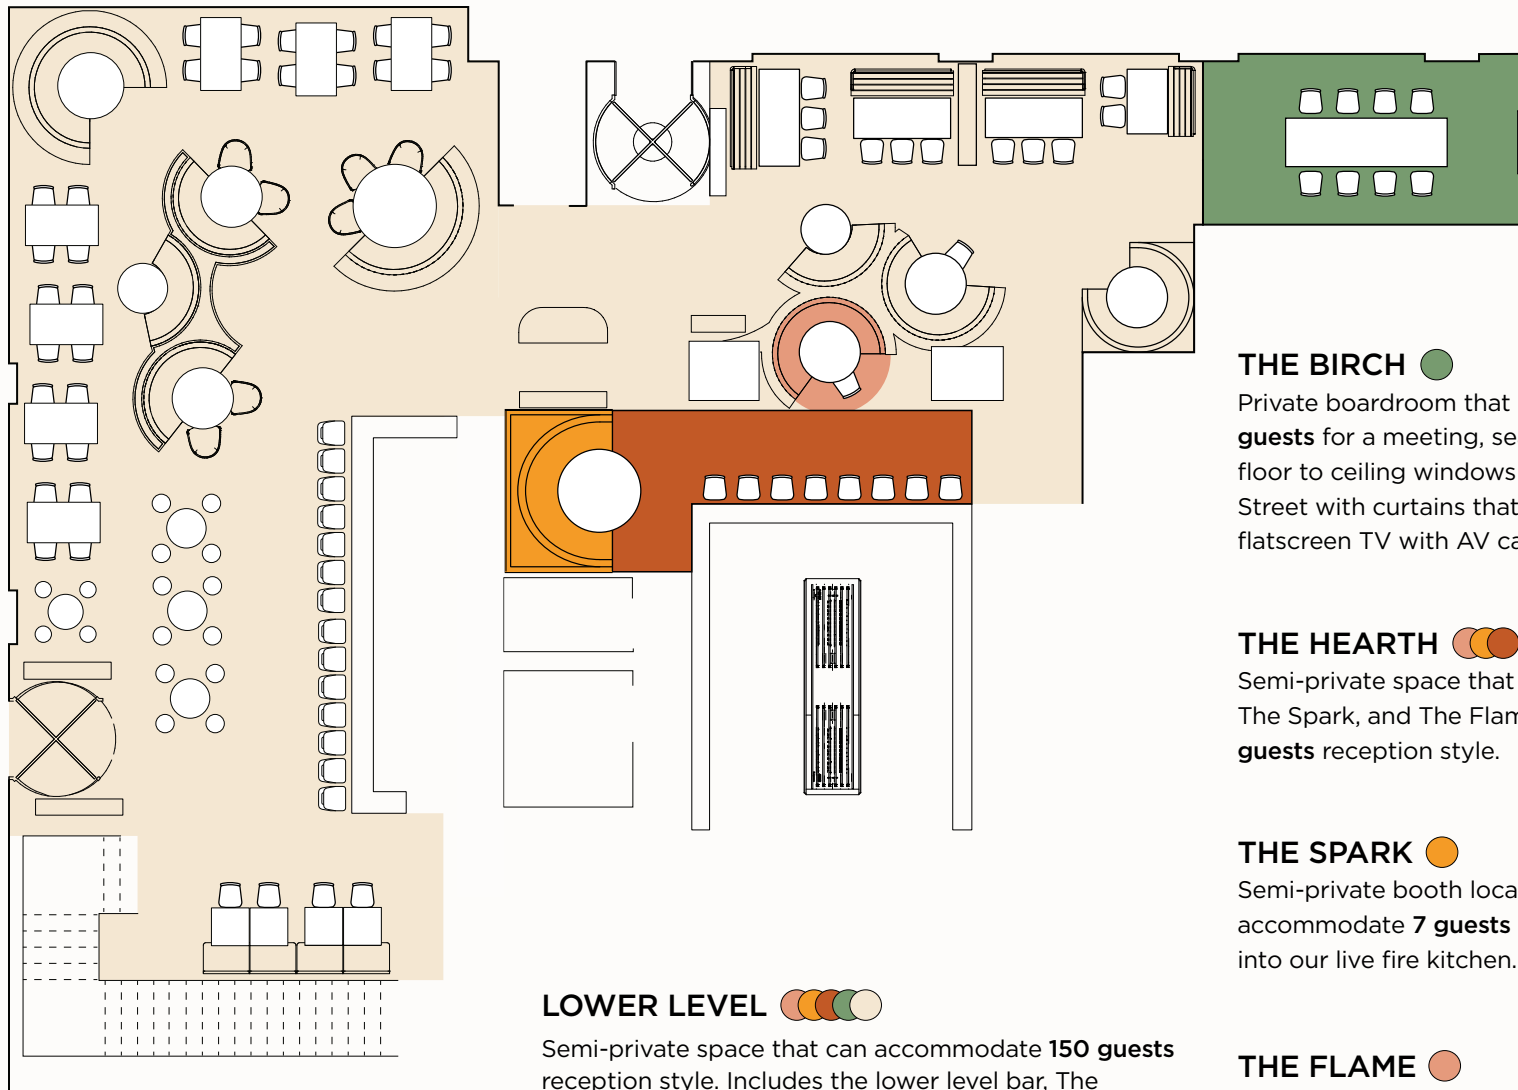 THE BIRCH
Private boardroom that
guests for a meeting, se
floor to ceiling windows
Street with curtains that
flatscreen TV with AV ca
THE HEARTH
Semi-private space that
The Spark, and The Flam
guests reception style.
THE SPARK
Semi-private booth loca
accommodate 7 guests
into our live fire kitchen.
THE FLAME
LOWER LEVEL
Semi-private space that can accommodate 150 guests
reception style. Includes the lower level bar, The